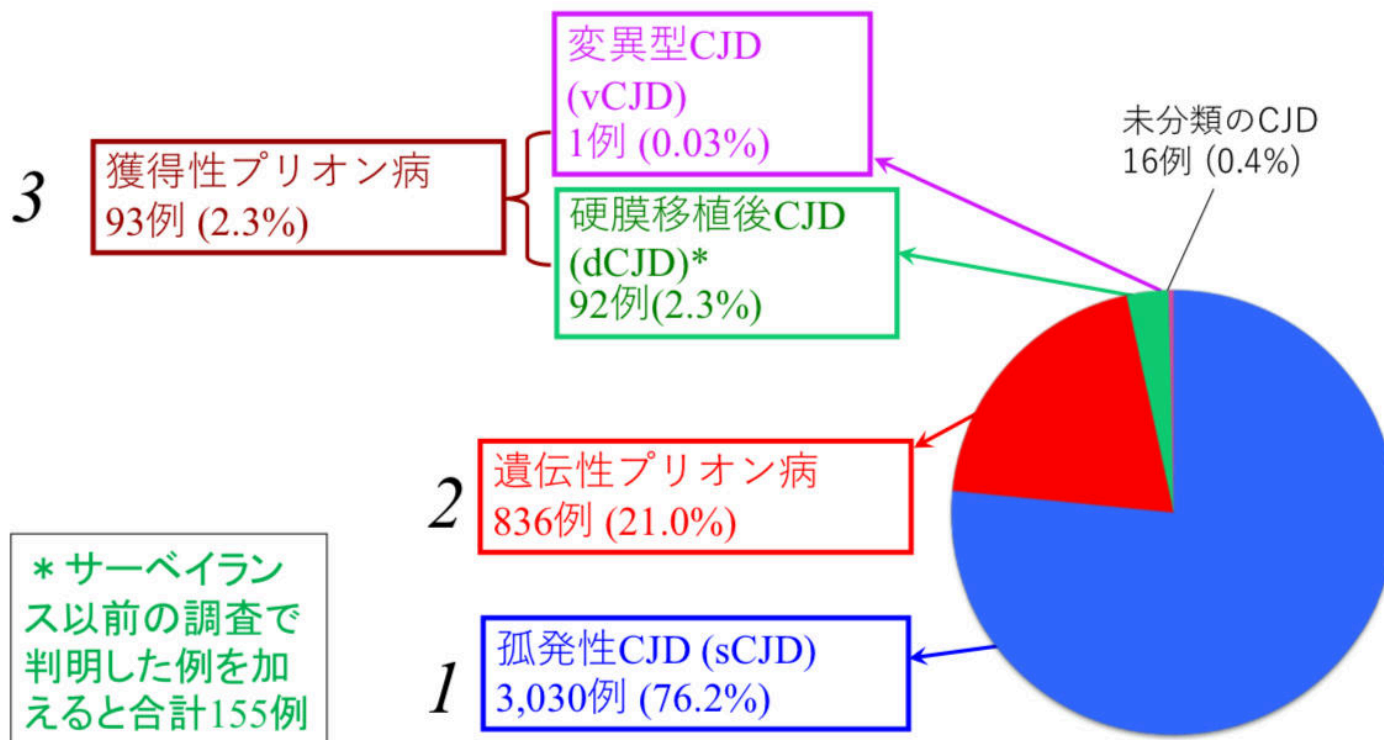 変異型CJD
(vCJD)
1例 (0.03%)
未分類のCJD
16例 (0.4%)
3
獲得性プリオン病
93例 (2.3%)
硬膜移植後CJD
(dCJD)*
92例(2.3%)
2
遺伝性プリオン病
836例 (21.0%)
1
孤発性CJD (sCJD)
3,030例 (76.2%)
* サーベイラン
ス以前の調査で
判明した例を加
えると合計155例